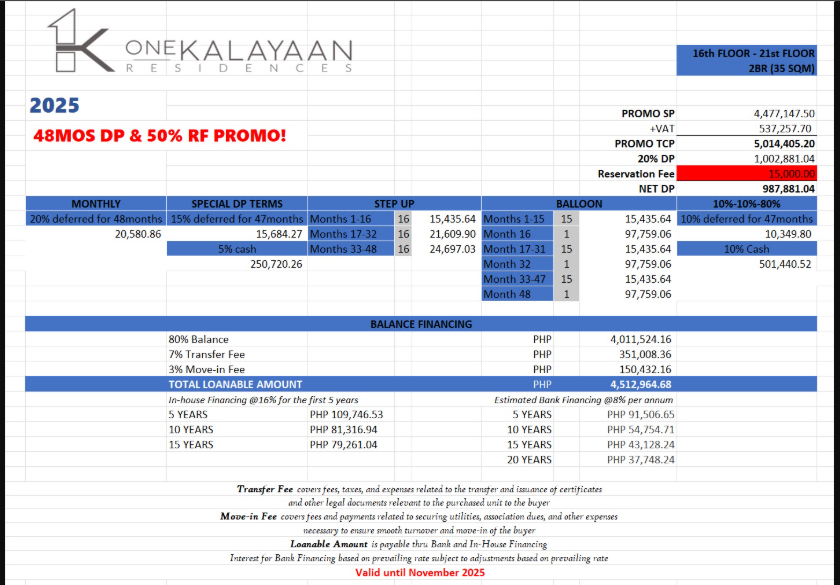 ONEKALAYAAN
RESIDENCES
16th FLOOR - 21st FLOOR
2BR (35 SQM)
2025
48MOS DP & 50% RF PROMO!
PROMO SP 4,477,147.50
+VAT 537,257.70
PROMO TCP 5,014,405.20
20% DP 1,002,881.04
Reservation Fee 15,000.00
NET DP 987,881.04
MONTHLY SPECIAL DP TERMS STEP UP BALLOON 10%-10%-80%
20% deferred for 48months 15% deferred for 47months Months 1-16 16 15,435.64 Months 1-15 15 15,435.64 10% deferred for 47months
20,580.86 15,684.27 Months 17-32 16 21,609.90 Month 16 1 97,759.06 10,349.80
5% cash Months 33-48 16 24,697.03 Months 17-31 15 15,435.64 10% Cash
250,720.26 Month 32 1 97,759.06 501,440.52
Month 33-47 15 15,435.64
Month 48 1 97,759.06
BALANCE FINANCING
80% Balance PHP 4,011,524.16
7% Transfer Fee PHP 351,008.36
3% Move-in Fee PHP 150,432.16
TOTAL LOANABLE AMOUNT PHP 4,512,964.68
In-house Financing @16% for the first 5 years Estimated Bank Financing @8% per annum
5 YEARS PHP 109,746.53 5 YEARS PHP 91,506.65
10 YEARS PHP 81,316.94 10 YEARS PHP 54,754.71
15 YEARS PHP 79,261.04 15 YEARS PHP 43,128.24
20 YEARS PHP 37,748.24
Transfer Fee covers fees, taxes, and expenses related to the transfer and issuance of certificates
and other legal documents relevant to the purchased unit to the buyer
Move-in Fee covers fees and payments related to securing utilities, association dues, and other expenses
necessary to ensure smooth turnover and move-in of the buyer
Loanable Amount is payable thru Bank and In-House Financing
Interest for Bank Financing based on prevailing rate subject to adjustments based on prevailing rate
Valid until November 2025